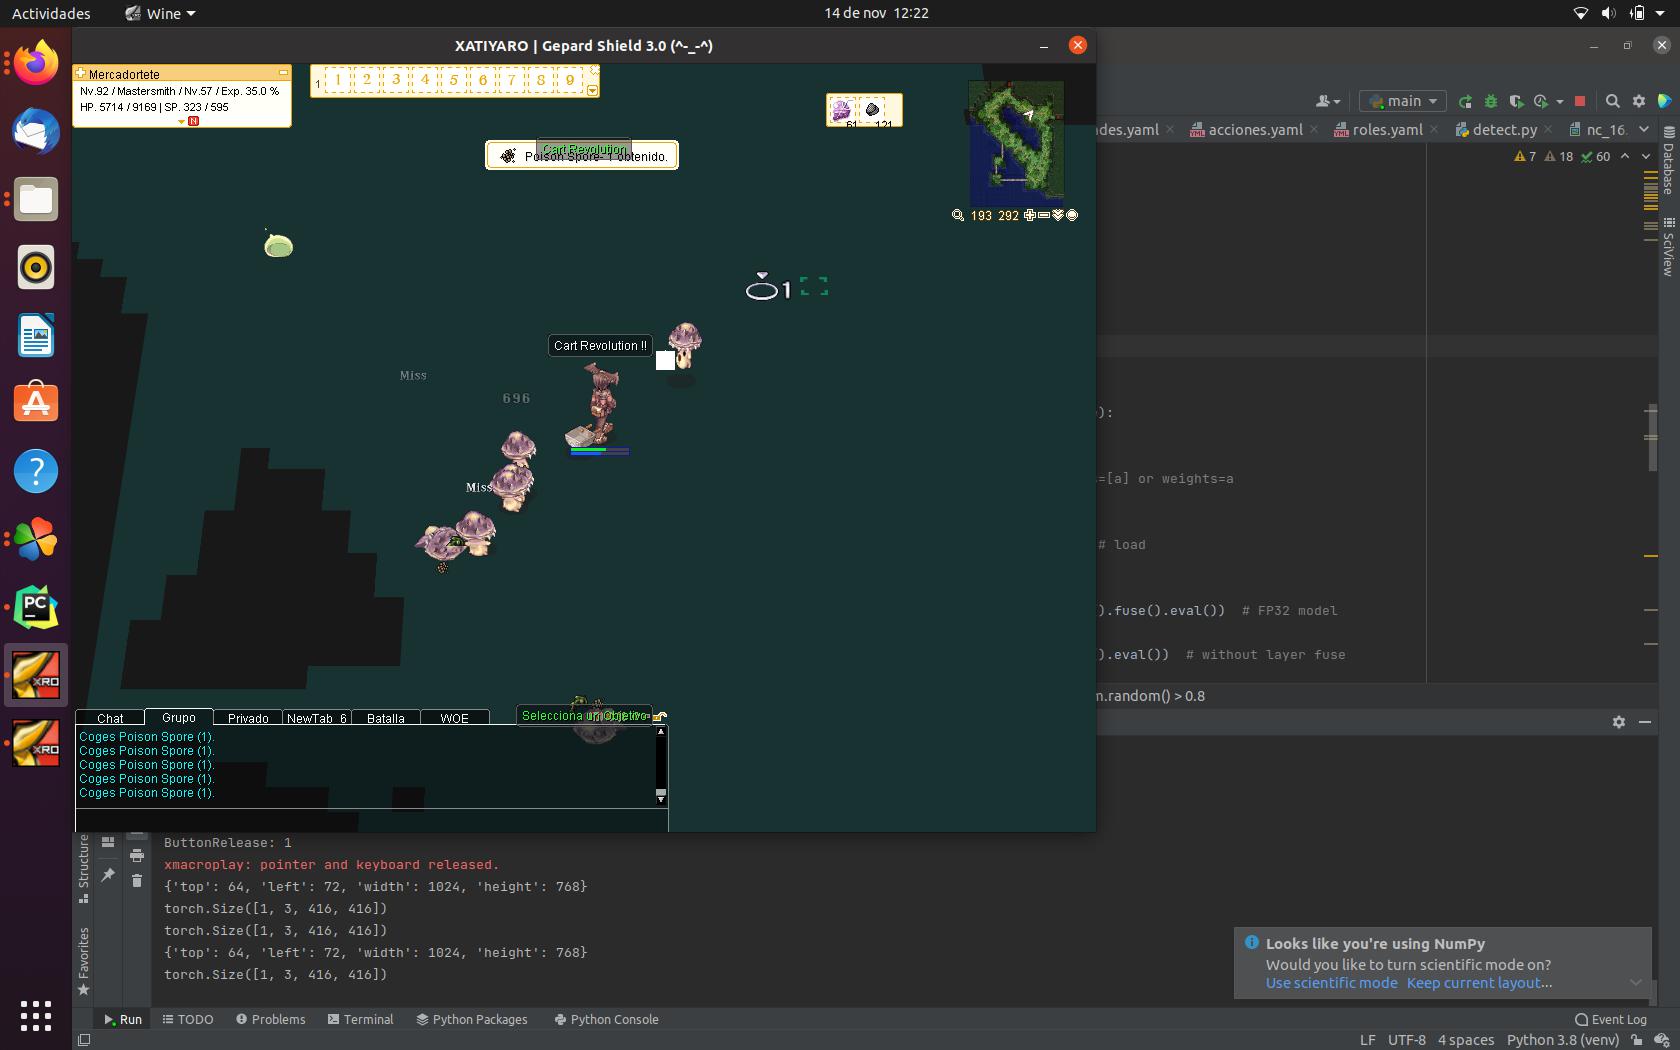 Actividades
Wine
14 de nov 12:22
XATIYARO | Gepard Shield 3.0 (^-_-^)
Mercadortete
Nv.92 / Mastersmith / Nv.57 / Exp. 35.0 %
HP. 5714 / 9169 | SP. 323 / 595
N
1 1 2 3 4 5 6 7 8 9
61 121
Cart Revolution
Poison Spore- 1 obtenido.
193 292
1
Cart Revolution !!
Miss
696
Miss
Selecciona un Objetivo
Chat Grupo Privado NewTab_6 Batalla WOE
Coges Poison Spore (1).
Coges Poison Spore (1).
Coges Poison Spore (1).
Coges Poison Spore (1).
Coges Poison Spore (1).
main
des.yaml acciones.yaml roles.yaml detect.py nc_16.
7 18 60
):
=[a] or weights=a
# load
).fuse().eval()) # FP32 model
).eval()) # without layer fuse
m.random() > 0.8
Database
SciView
Structure
Favorites
PC
XRO
XRO
ButtonRelease: 1
xmacroplay: pointer and keyboard released.
{'top': 64, 'left': 72, 'width': 1024, 'height': 768}
torch.Size([1, 3, 416, 416])
torch.Size([1, 3, 416, 416])
{'top': 64, 'left': 72, 'width': 1024, 'height': 768}
torch.Size([1, 3, 416, 416])
Looks like you're using NumPy
Would you like to turn scientific mode on?
Use scientific mode Keep current layout...
Run TODO Problems Terminal Python Packages Python Console
Event Log
LF UTF-8 4 spaces Python 3.8 (venv)